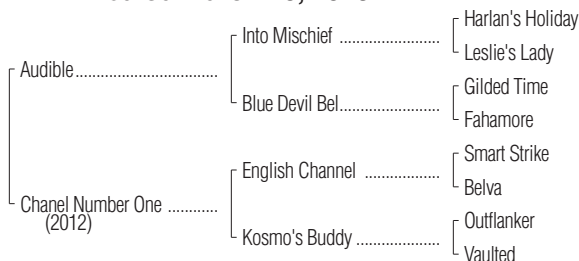 Harlan's Holiday
Into Mischief
Leslie's Lady
Audible
Gilded Time
Blue Devil Bel
Fahamore
Smart Strike
English Channel
Belva
Chanel Number One
(2012)
Outflanker
Kosmo's Buddy
Vaulted